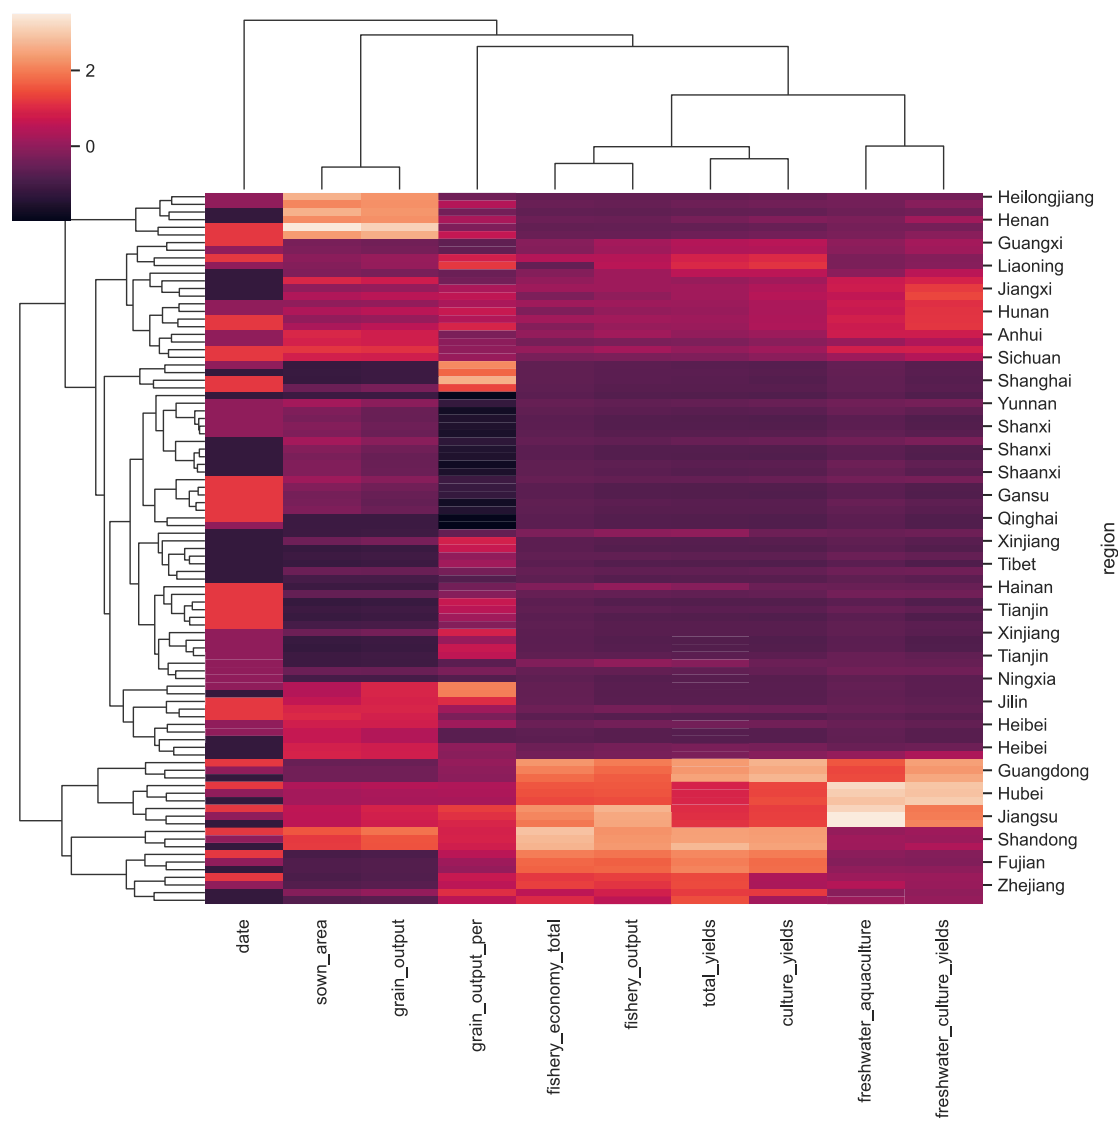 2
0
Heilongjiang
Henan
Guangxi
Liaoning
Jiangxi
Hunan
Anhui
Sichuan
Shanghai
Yunnan
Shanxi
Shanxi
Shaanxi
Gansu
Qinghai
Xinjiang
Tibet
Hainan
Tianjin
Xinjiang
Tianjin
Ningxia
Jilin
Heibei
Heibei
Guangdong
Hubei
Jiangsu
Shandong
Fujian
Zhejiang
region
date
sown_area
grain_output
grain_output_per
fishery_economy_total
fishery_output
total_yields
culture_yields
freshwater_aquaculture
freshwater_culture_yields